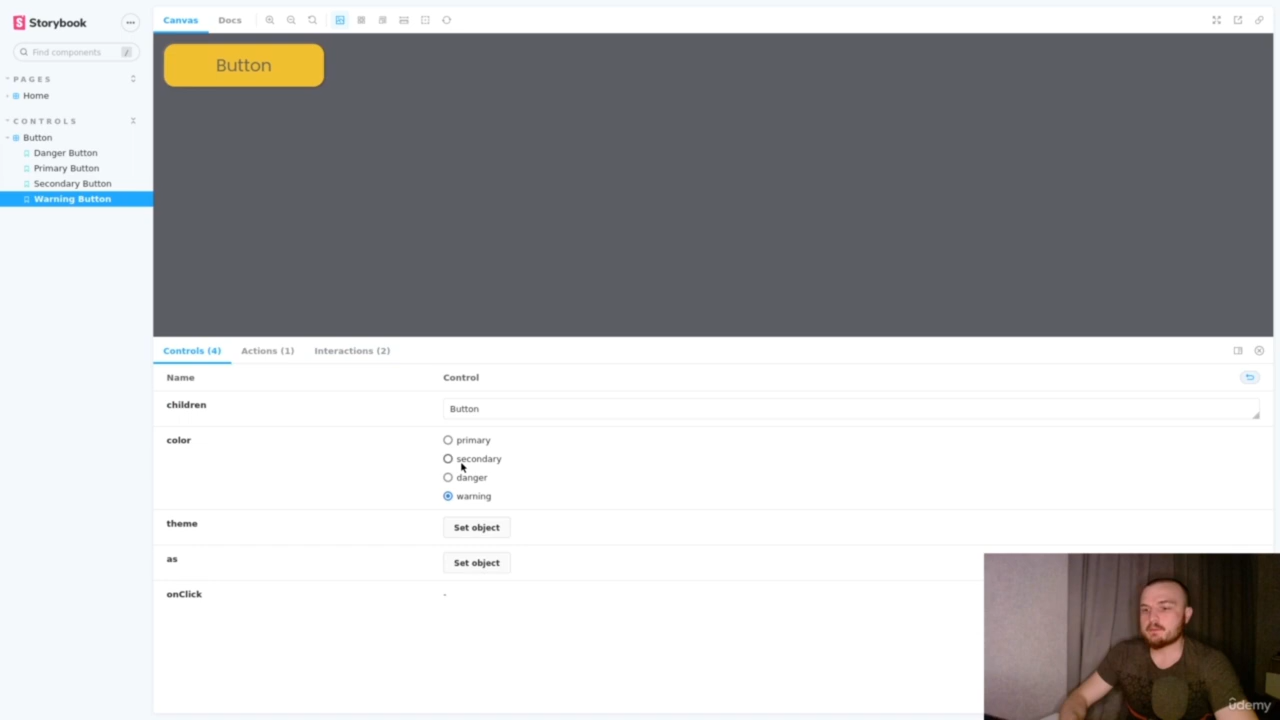 Storybook
Canvas
Docs
Find components
/
PAGES
Home
CONTROLS
Button
Danger Button
Primary Button
Secondary Button
Warning Button
Button
Controls (4)
Actions (1)
Interactions (2)
Name
Control
children
Button
color
primary
secondary
danger
warning
theme
Set object
as
Set object
onClick
-
ûdemy